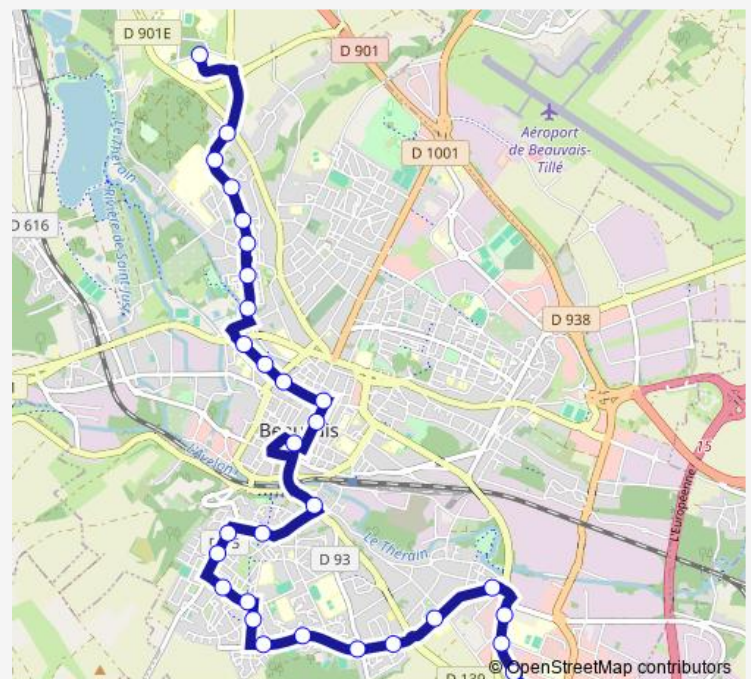 D 901E
D 901
Aéroport
de Beauvais-
Tillé
Le Thérain
D 1001
Rivière de Saint-Just
D 616
D 938
Beauvais
15
L'Avelon
L'Européenne
Le Thérain
D 93
D 139
© OpenStreetMap contributors